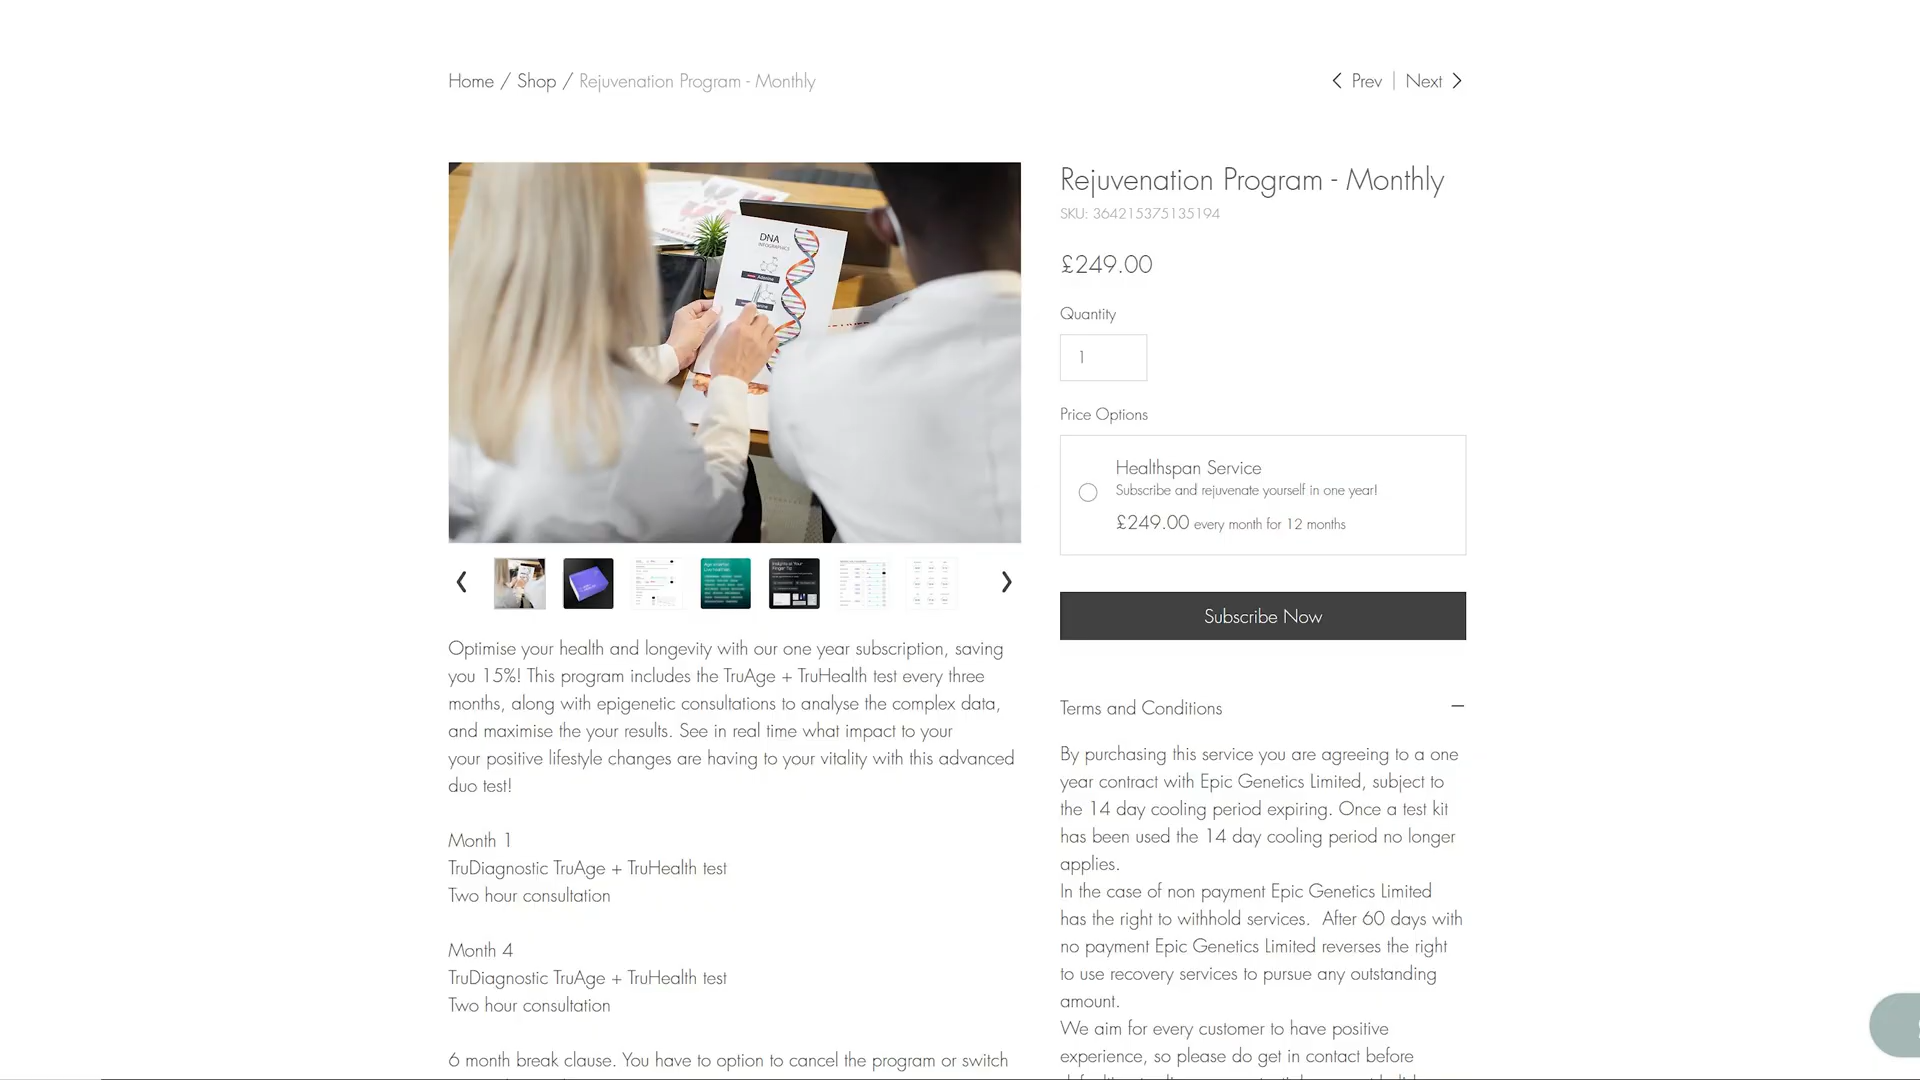 Home / Shop / Rejuvenation Program - Monthly
Prev | Next
DNA
INFOGRAPHICS
Adenine
Rejuvenation Program - Monthly
SKU: 364215375135194
£249.00
Quantity
1
Price Options
Healthspan Service
Subscribe and rejuvenate yourself in one year!
£249.00 every month for 12 months
Subscribe Now
Optimise your health and longevity with our one year subscription, saving
you 15%! This program includes the TruAge + TruHealth test every three
months, along with epigenetic consultations to analyse the complex data,
and maximise the your results. See in real time what impact to your
your positive lifestyle changes are having to your vitality with this advanced
duo test!
Month 1
TruDiagnostic TruAge + TruHealth test
Two hour consultation
Month 4
TruDiagnostic TruAge + TruHealth test
Two hour consultation
6 month break clause. You have to option to cancel the program or switch
Terms and Conditions
By purchasing this service you are agreeing to a one
year contract with Epic Genetics Limited, subject to
the 14 day cooling period expiring. Once a test kit
has been used the 14 day cooling period no longer
applies.
In the case of non payment Epic Genetics Limited
has the right to withhold services.  After 60 days with
no payment Epic Genetics Limited reverses the right
to use recovery services to pursue any outstanding
amount.
We aim for every customer to have positive
experience, so please do get in contact before